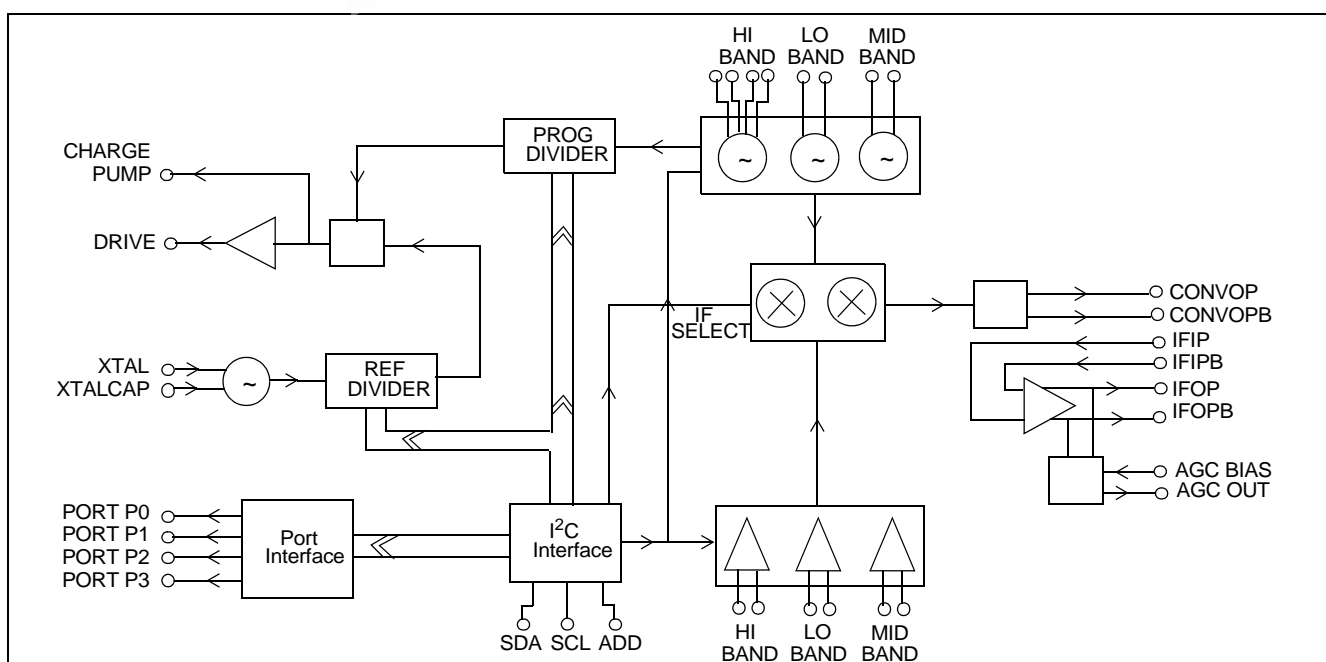 HI
BAND
LO
BAND
MID
BAND
CHARGE
PUMP
PROG
DIVIDER
~ ~ ~
DRIVE
IF
SELECT
CONVOP
CONVOPB
IFIP
IFIPB
IFOP
IFOPB
XTAL
XTALCAP
~
REF
DIVIDER
AGC BIAS
AGC OUT
PORT P0
PORT P1
PORT P2
PORT P3
Port
Interface
I²C
Interface
SDA SCL ADD
HI
BAND
LO
BAND
MID
BAND